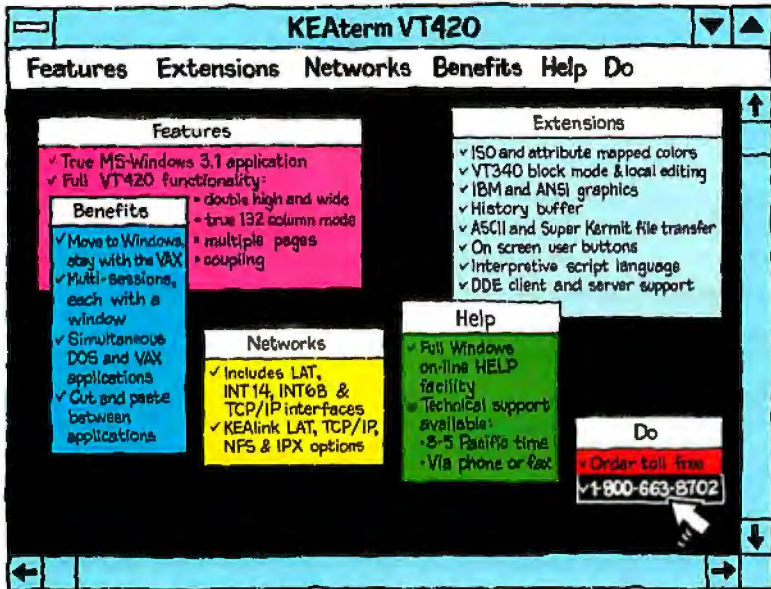 KEAterm VT420
Features Extensions Networks Benefits Help Do
Features
✓ True MS-Windows 3.1 application
✓ Full VT420 functionality:
• double high and wide
• true 132 column mode
• multiple pages
• coupling
Extensions
✓ ISO and attribute mapped colors
✓ VT340 block mode & local editing
✓ IBM and ANSI graphics
✓ History buffer
✓ ASCII and Super Kermit file transfer
✓ On screen user buttons
✓ Interpretive script language
✓ DDE client and server support
Benefits
✓ Move to Windows,
stay with the VAX
✓ Multi-sessions,
each with a
window
✓ Simultaneous
DOS and VAX
applications
✓ Cut and paste
between
applications
Networks
✓ Includes LAT,
INT14, INT6B &
TCP/IP interfaces
✓ KEAlink LAT, TCP/IP,
NFS & IPX options
Help
✓ Full Windows
on-line HELP
facility
✓ Technical support
available:
• 8-5 Pacific time
• Via phone or fax
Do
✓ Order toll free
✓ 1-800-663-8702